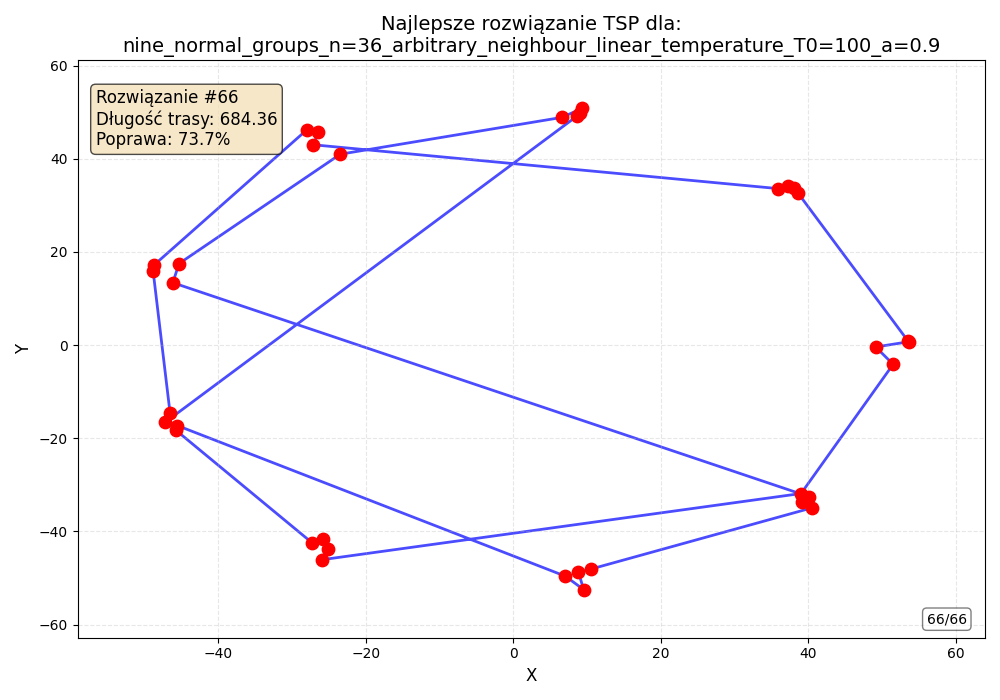 Najlepsze rozwiązanie TSP dla:
nine_normal_groups_n=36_arbitrary_neighbour_linear_temperature_T0=100_a=0.9
Rozwiązanie #66
Długość trasy: 684.36
Poprawa: 73.7%
60
40
20
0
−20
−40
−60
Y
66/66
−40
−20
0
20
40
60
X